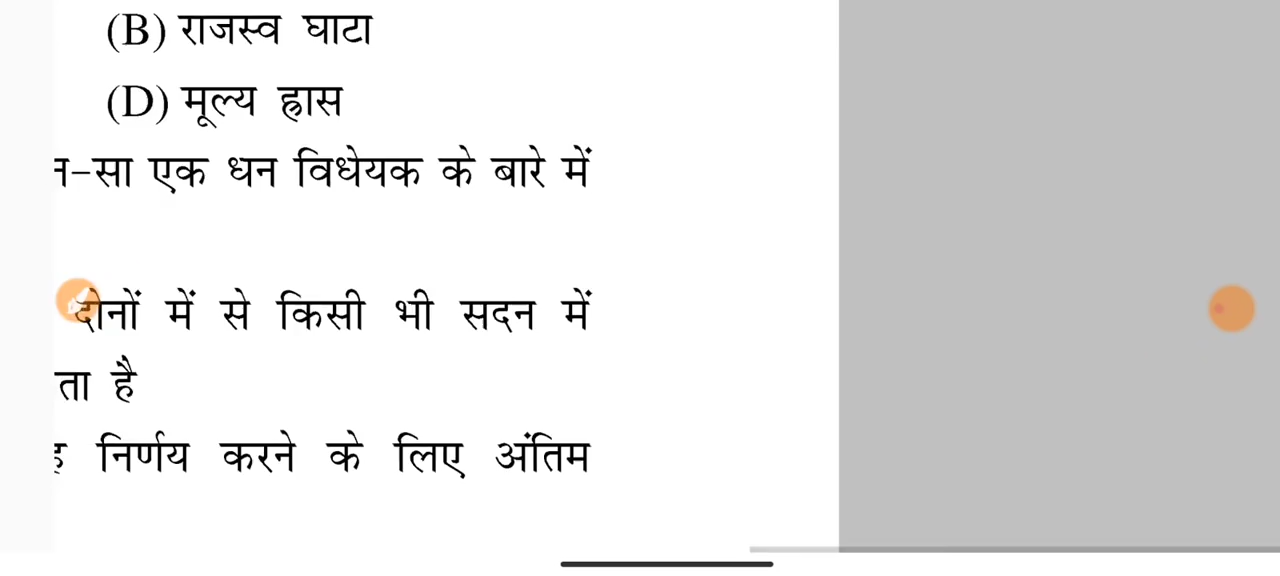 (B) राजस्व घाटा
(D) मूल्य ह्रास
न-सा एक धन विधेयक के बारे में
दोनों में से किसी भी सदन में
ता है
ह निर्णय करने के लिए अंतिम